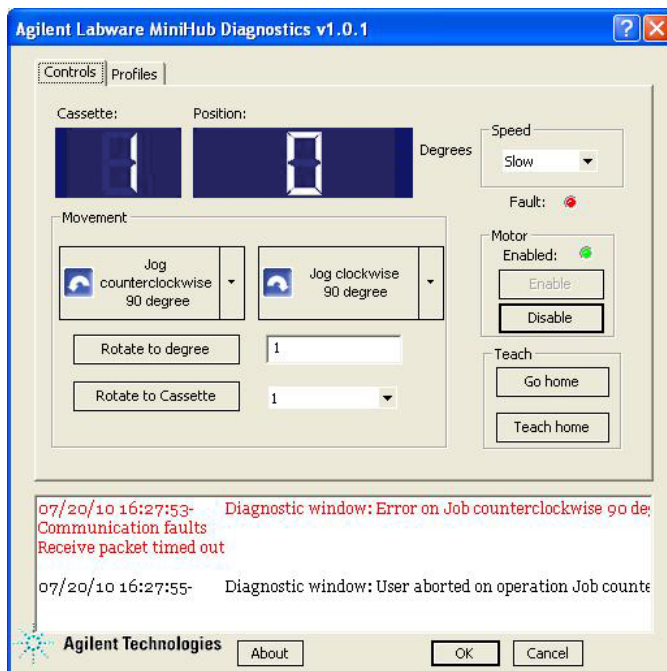 Agilent Labware MiniHub Diagnostics v1.0.1
Controls
Profiles
Cassette:
Position:
1
0
Degrees
Speed
Slow
Fault:
Movement
Jog
counterclockwise
90 degree
Jog clockwise
90 degree
Motor
Enabled:
Enable
Disable
Rotate to degree
1
Rotate to Cassette
1
Teach
Go home
Teach home
07/20/10 16:27:53- Diagnostic window: Error on Job counterclockwise 90
Communication faults
Receive packet timed out
07/20/10 16:27:55- Diagnostic window: User aborted on operation Job
Agilent Technologies
About
OK
Cancel